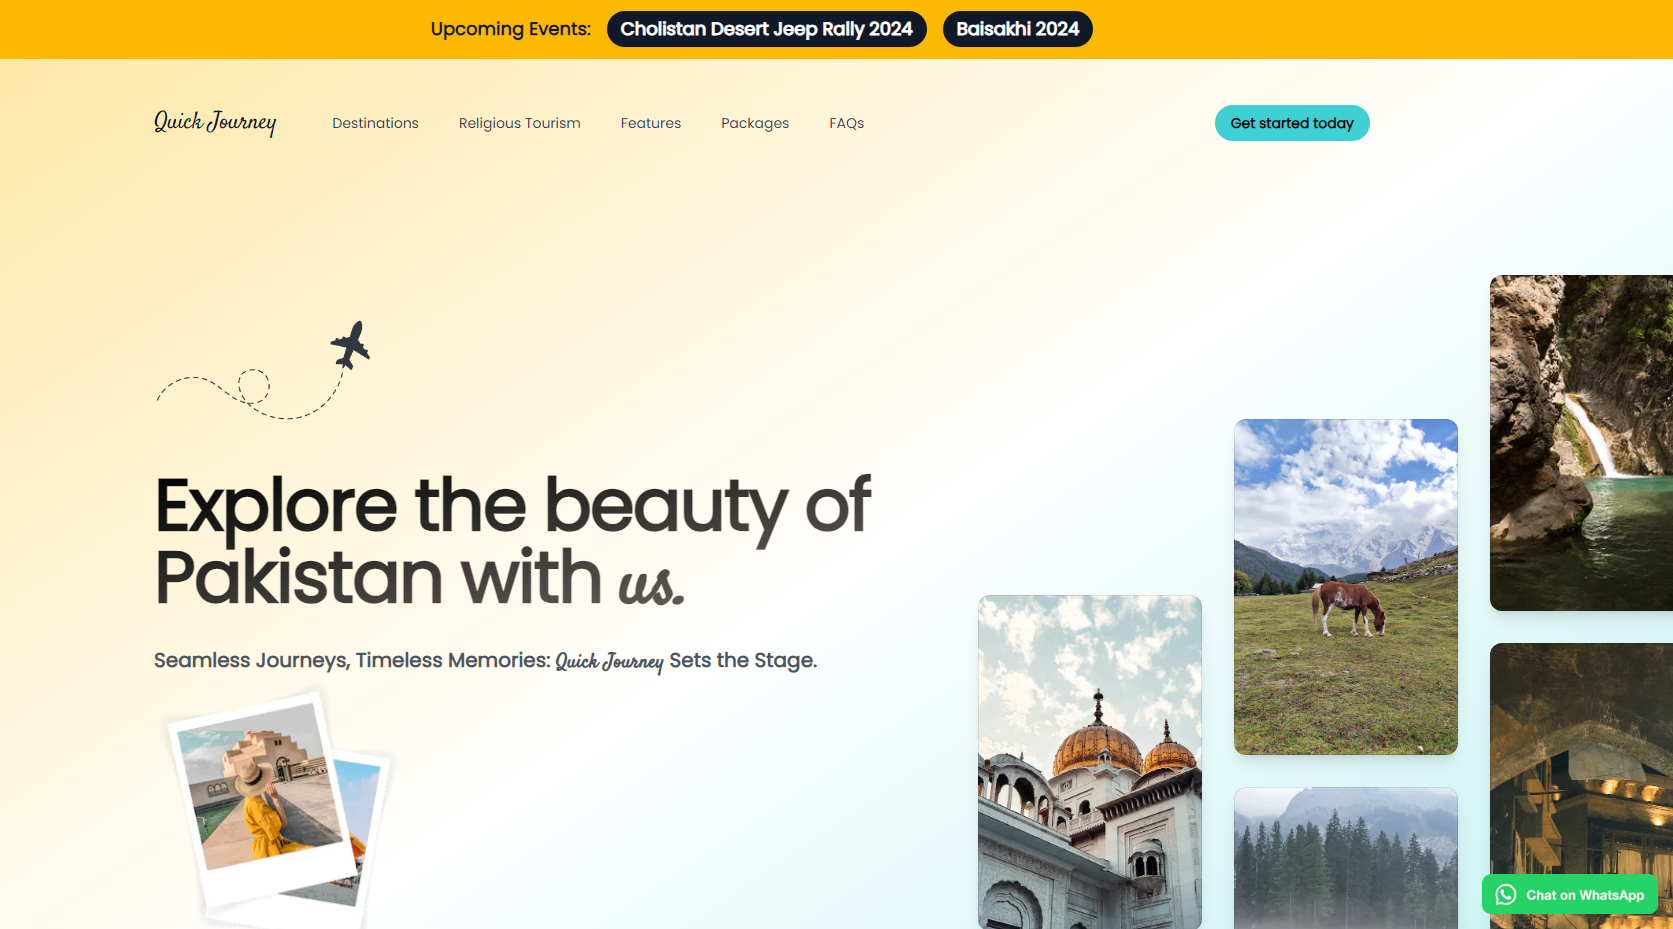 Upcoming Events: Cholistan Desert Jeep Rally 2024 Baisakhi 2024
Quick Journey Destinations Religious Tourism Features Packages FAQs Get started today
Explore the beauty of
Pakistan with us.
Seamless Journeys, Timeless Memories: Quick Journey Sets the Stage.
Chat on WhatsApp